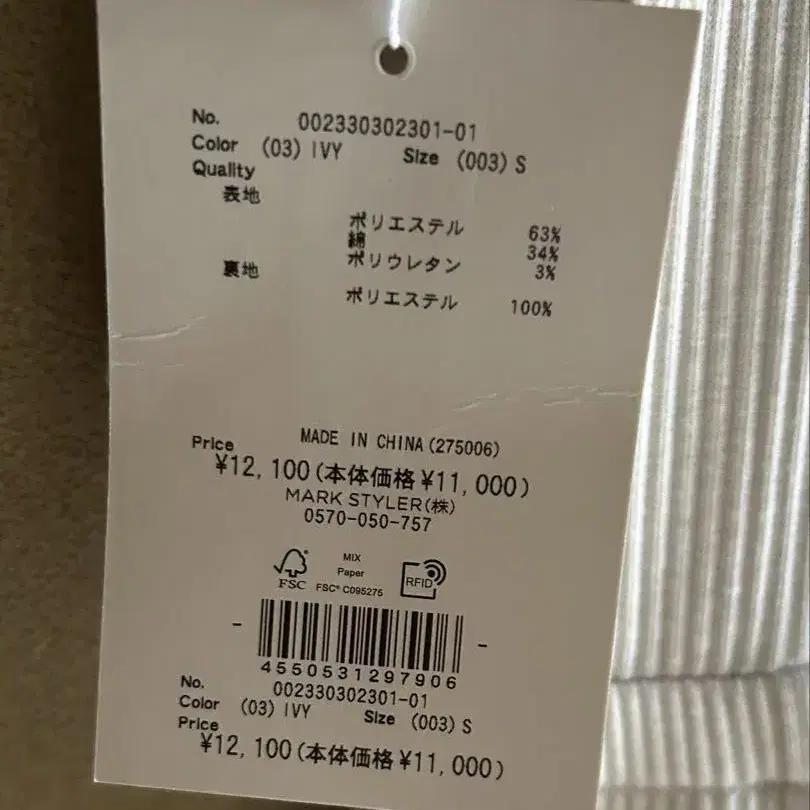 No. 002330302301-01
Color (03) IVY Size (003) S
Quality
表地
ポリエステル 63%
綿 34%
ポリウレタン 3%
裏地
ポリエステル 100%
MADE IN CHINA (275006)
Price
¥12,100(本体価格¥11,000)
MARK STYLER(株)
0570-050-757
FSC
MIX
Paper
FSC® C095275
RFID
4550531297906
No. 002330302301-01
Color (03) IVY Size (003) S
Price
¥12,100(本体価格¥11,000)